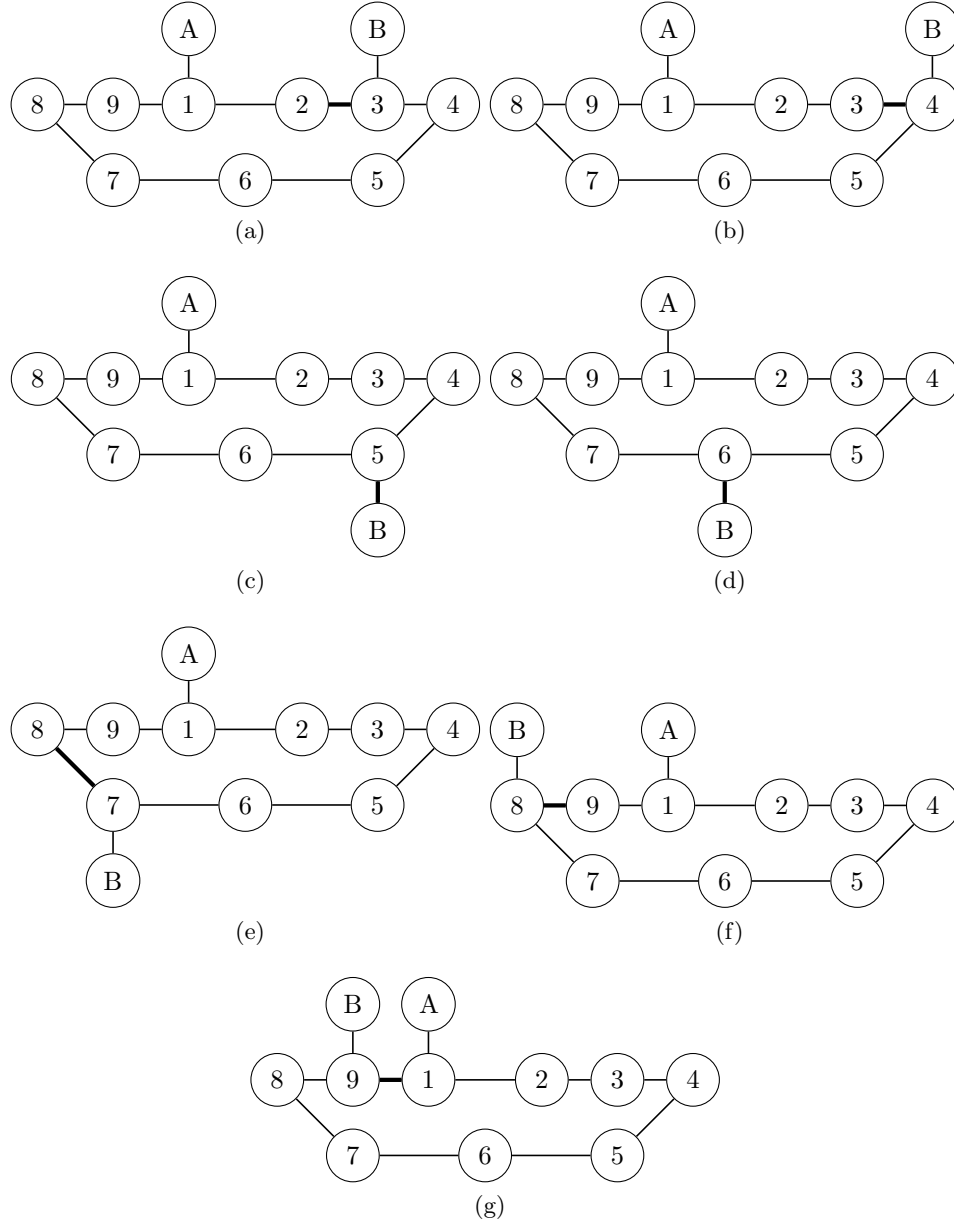 A B A B
8 9 1 2 3 4 8 9 1 2 3 4
7 6 5 7 6 5
(a) (b)
A A
8 9 1 2 3 4 8 9 1 2 3 4
7 6 5 7 6 5
B B
(c) (d)
A
8 9 1 2 3 4 B A
7 6 5 8 9 1 2 3 4
B 7 6 5
(e) (f)
B A
8 9 1 2 3 4
7 6 5
(g)